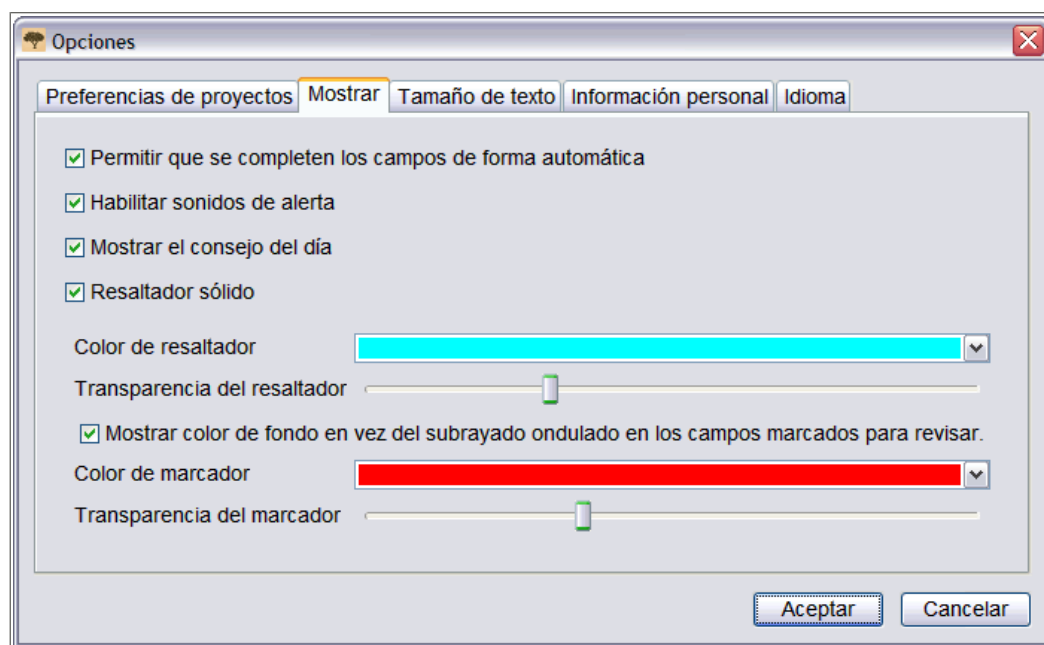 Opciones
Preferencias de proyectos Mostrar Tamaño de texto Información personal Idioma
Permitir que se completen los campos de forma automática
Habilitar sonidos de alerta
Mostrar el consejo del día
Resaltador sólido
Color de resaltador
Transparencia del resaltador
Mostrar color de fondo en vez del subrayado ondulado en los campos marcados para revisar.
Color de marcador
Transparencia del marcador
Aceptar Cancelar